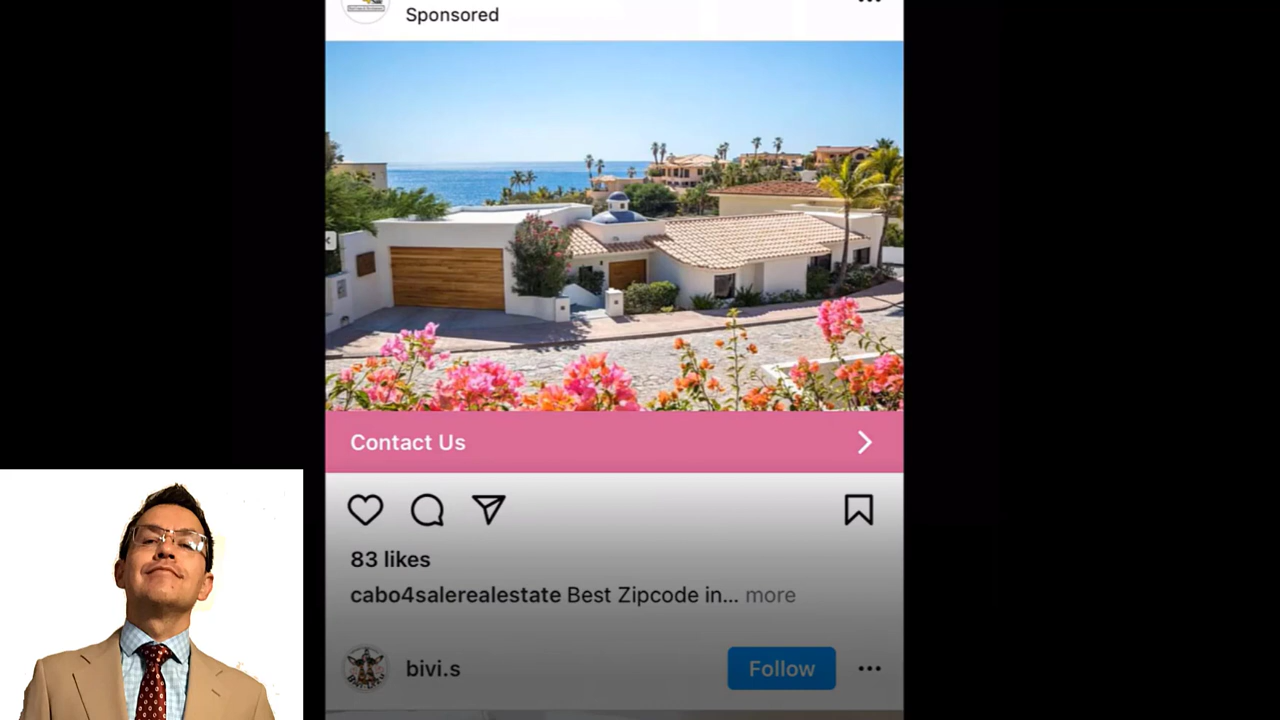 Sponsored
Contact Us
83 likes
cabo4salerealestate Best Zipcode in... more
bivi.s
Follow